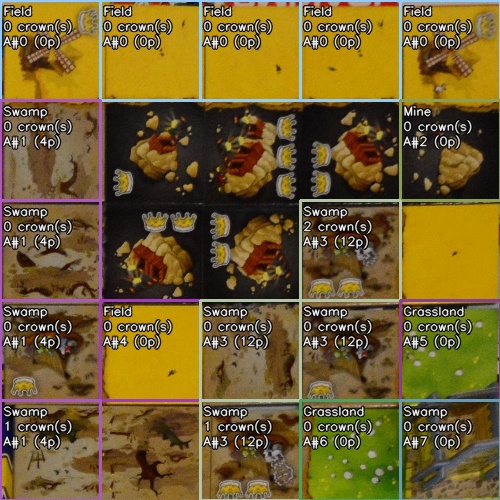 Field
0 crown(s)
A#0 (0p)
Field
0 crown(s)
A#0 (0p)
Field
0 crown(s)
A#0 (0p)
Field
0 crown(s)
A#0 (0p)
Field
0 crown(s)
A#0 (0p)
Swamp
0 crown(s)
A#1 (4p)
Mine
0 crown(s)
A#2 (0p)
Swamp
0 crown(s)
A#1 (4p)
Swamp
2 crown(s)
A#3 (12p)
Swamp
0 crown(s)
A#1 (4p)
Field
0 crown(s)
A#4 (0p)
Swamp
0 crown(s)
A#3 (12p)
Swamp
0 crown(s)
A#3 (12p)
Grassland
0 crown(s)
A#5 (0p)
Swamp
1 crown(s)
A#1 (4p)
Swamp
1 crown(s)
A#3 (12p)
Grassland
0 crown(s)
A#6 (0p)
Swamp
0 crown(s)
A#7 (0p)